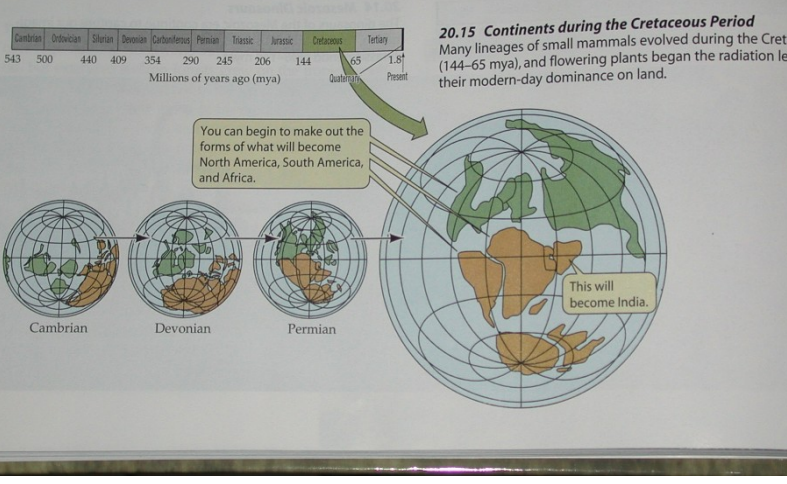 Cambrian Ordovician Silurian Devonian Carboniferous Permian Triassic Jurassic Cretaceous Tertiary
543 500 440 409 354 290 245 206 144 65 1.8
Quaternary Present
Millions of years ago (mya)
20.15 Continents during the Cretaceous Period
Many lineages of small mammals evolved during the Cret
(144–65 mya), and flowering plants began the radiation le
their modern-day dominance on land.
You can begin to make out the
forms of what will become
North America, South America,
and Africa.
This will
become India.
Cambrian
Devonian
Permian